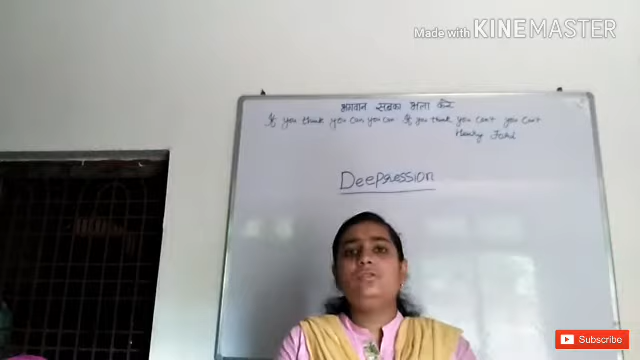 Made with KINEMASTER
भगवान सबका भला करे
If you think you can you can If you think you can't you can't
Henry Ford
Deepression
Subscribe